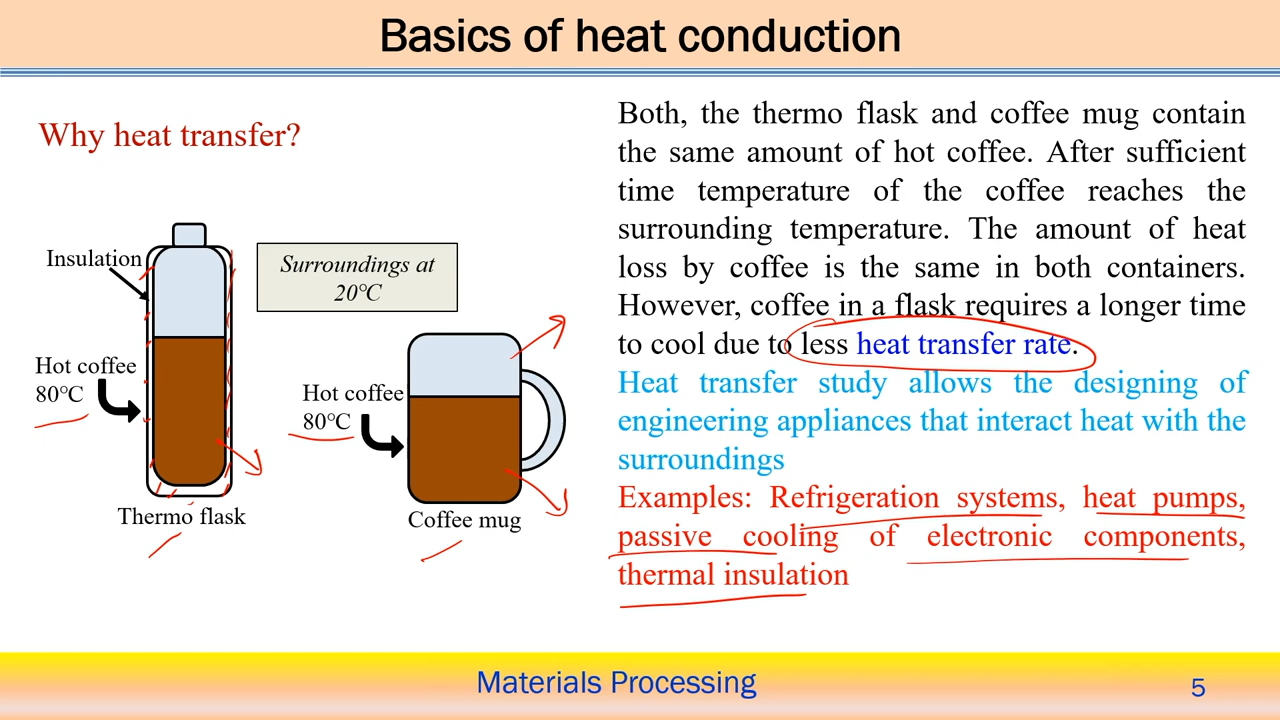 Basics of heat conduction
Why heat transfer?
Insulation
Surroundings at
20℃
Hot coffee
80℃
Hot coffee
80℃
Thermo flask
Coffee mug
Both, the thermo flask and coffee mug contain
the same amount of hot coffee. After sufficient
time temperature of the coffee reaches the
surrounding temperature. The amount of heat
loss by coffee is the same in both containers.
However, coffee in a flask requires a longer time
to cool due to less heat transfer rate.
Heat transfer study allows the designing of
engineering appliances that interact heat with the
surroundings
Examples: Refrigeration systems, heat pumps,
passive cooling of electronic components,
thermal insulation
Materials Processing
5